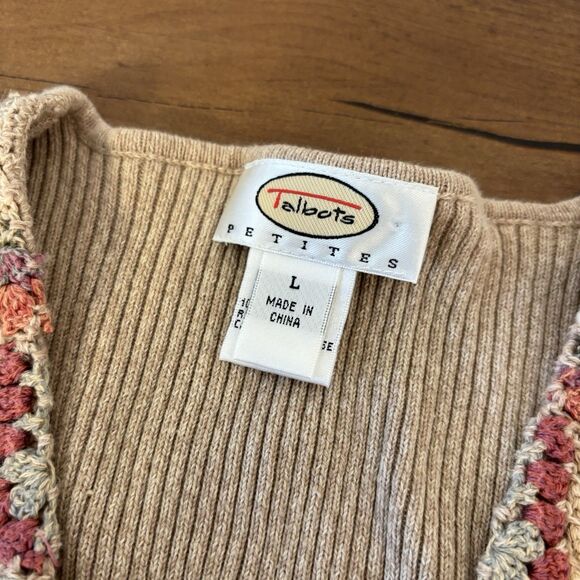 Talbots
PETITES
L
MADE IN
CHINA